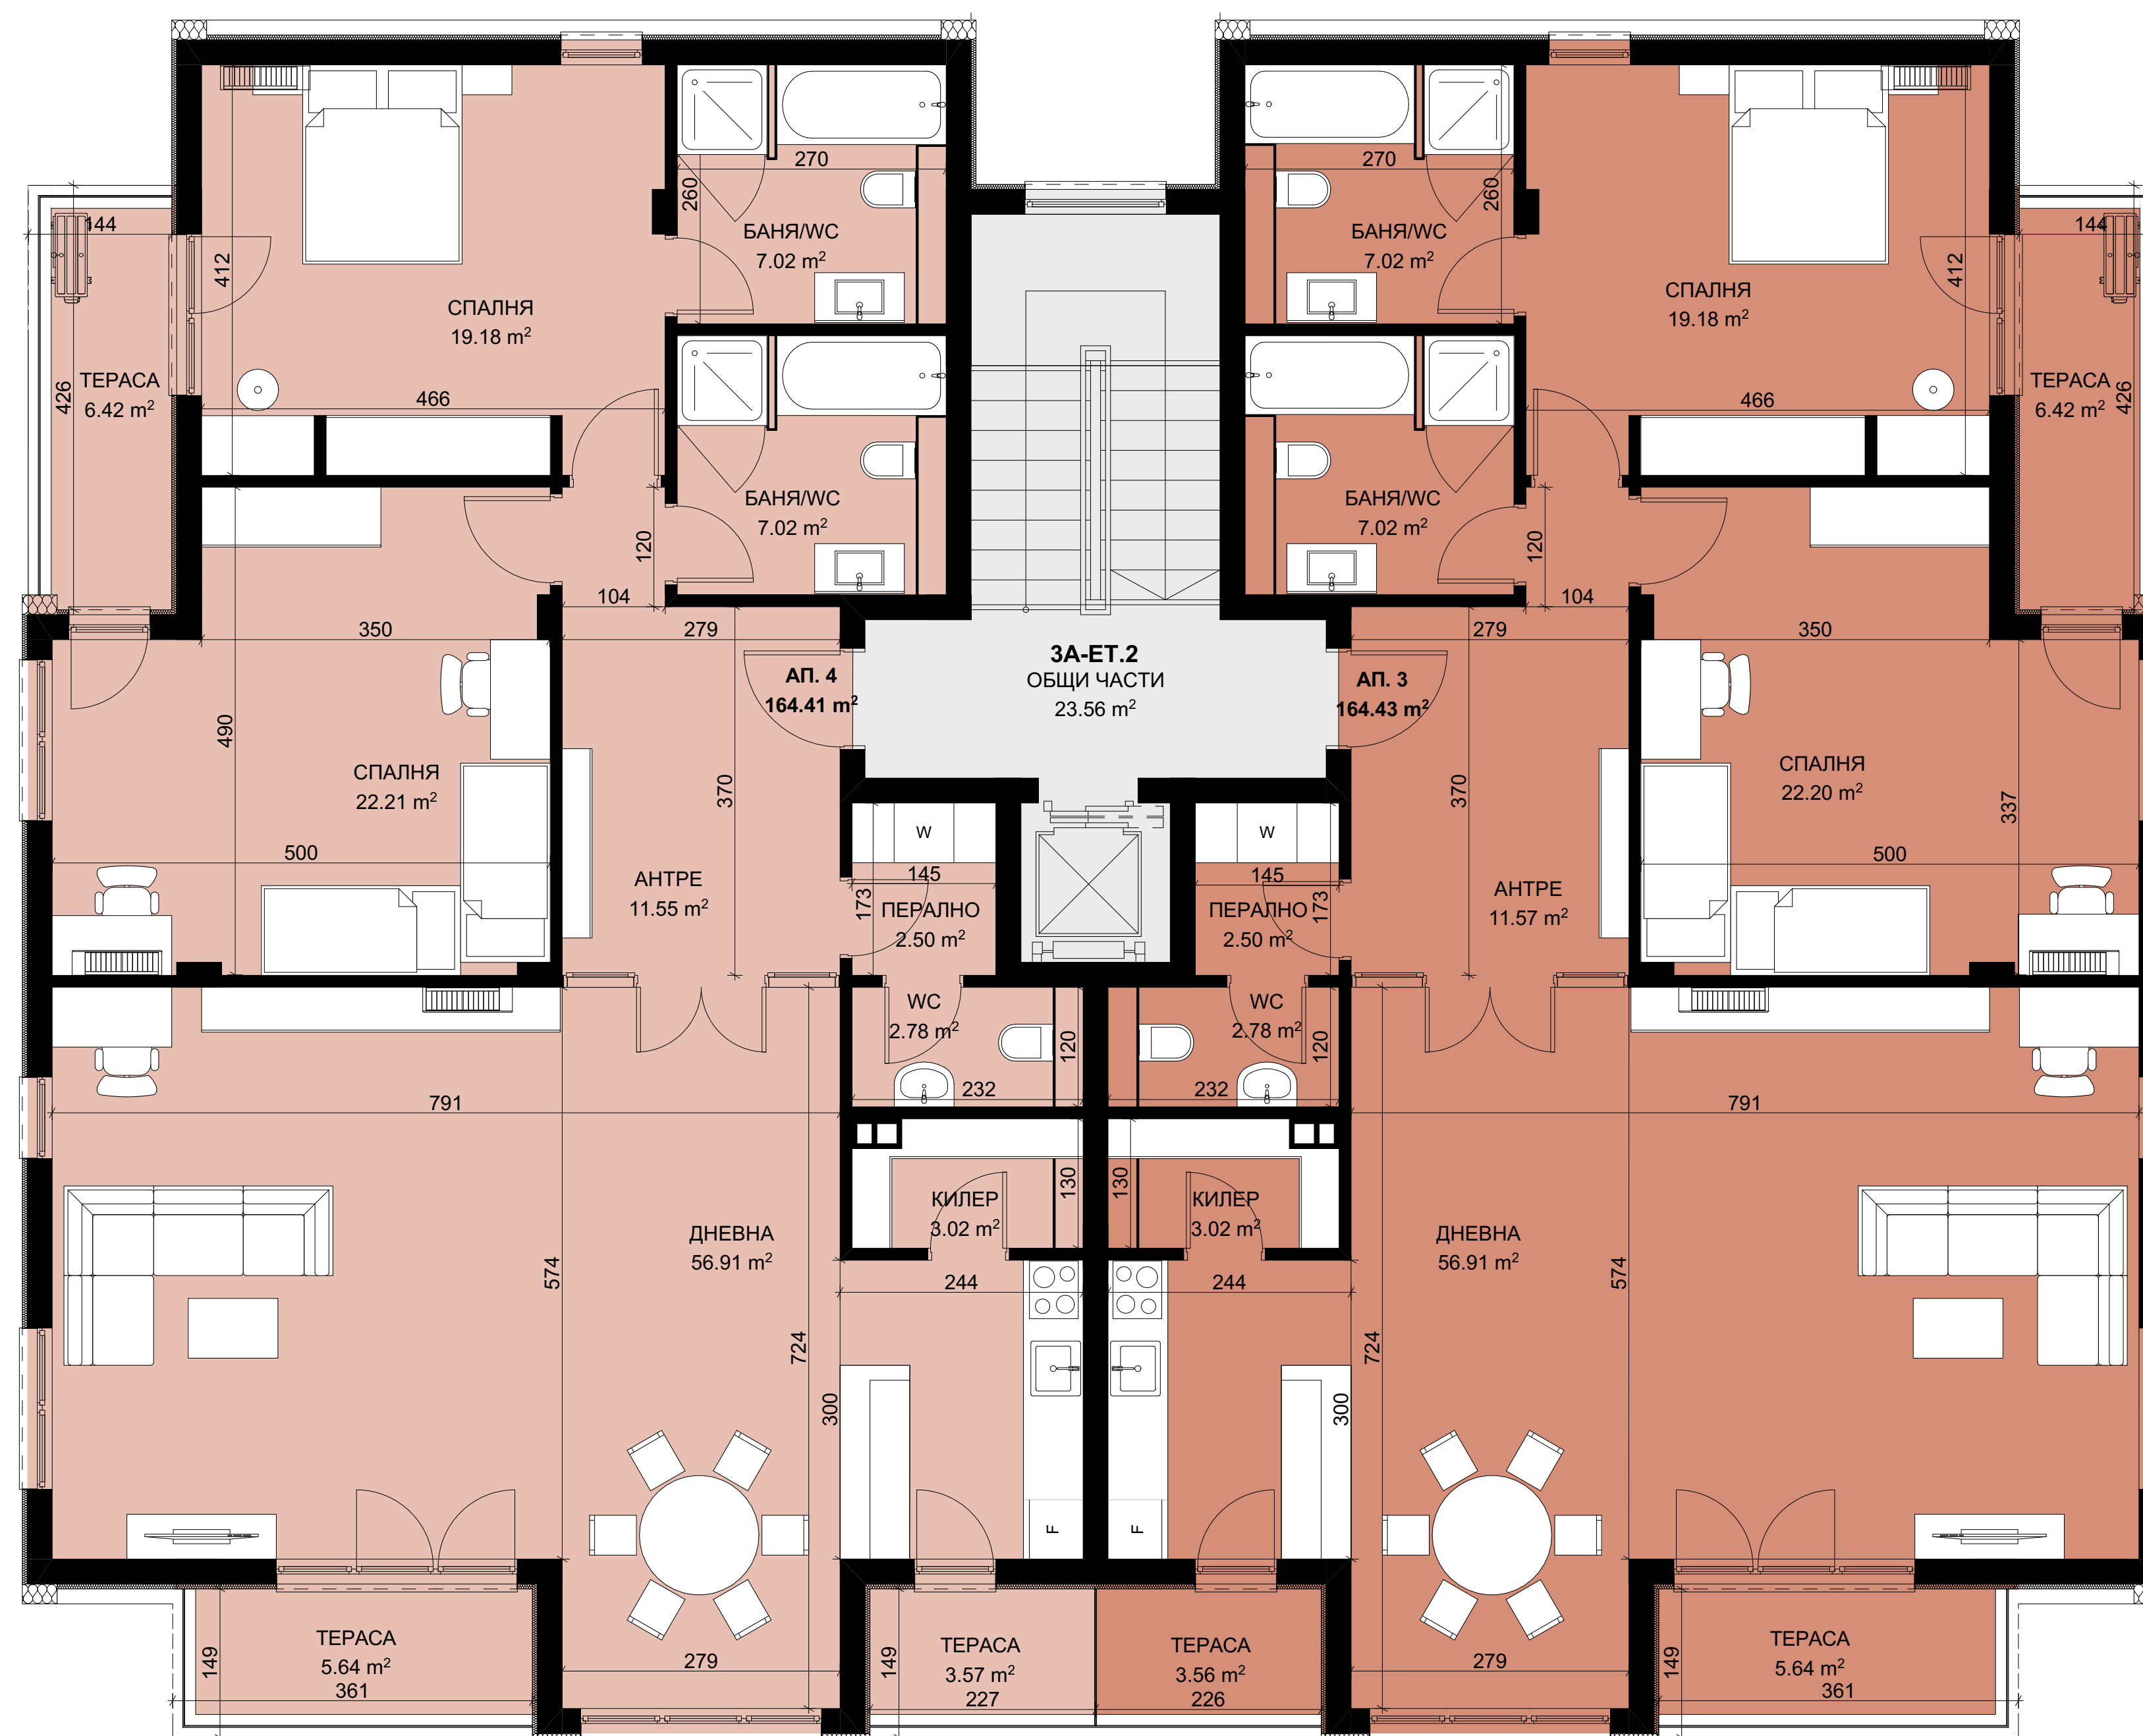 270
260
БАНЯ/WC
7.02 m²
144
412
СПАЛНЯ
19.18 m²
426
ТЕРАСА
6.42 m²
466
БАНЯ/WC
7.02 m²
120
104
350
279
АП. 4
164.41 m²
490
СПАЛНЯ
22.21 m²
500
370
АНТРЕ
11.55 m²
W
145
173
ПЕРАЛНО
2.50 m²
WC
2.78 m²
120
232
791
130
КИЛЕР
3.02 m²
ДНЕВНА
56.91 m²
574
244
724
300
F
ТЕРАСА
5.64 m²
149
361
279
ТЕРАСА
3.57 m²
149
227
3А-ЕТ.2
ОБЩИ ЧАСТИ
23.56 m²
270
260
БАНЯ/WC
7.02 m²
144
412
СПАЛНЯ
19.18 m²
426
ТЕРАСА
6.42 m²
466
БАНЯ/WC
7.02 m²
120
104
350
279
АП. 3
164.43 m²
СПАЛНЯ
22.20 m²
337
500
370
АНТРЕ
11.57 m²
W
145
173
ПЕРАЛНО
2.50 m²
WC
2.78 m²
120
232
791
130
КИЛЕР
3.02 m²
ДНЕВНА
56.91 m²
574
244
724
300
F
ТЕРАСА
3.56 m²
226
279
ТЕРАСА
5.64 m²
149
361